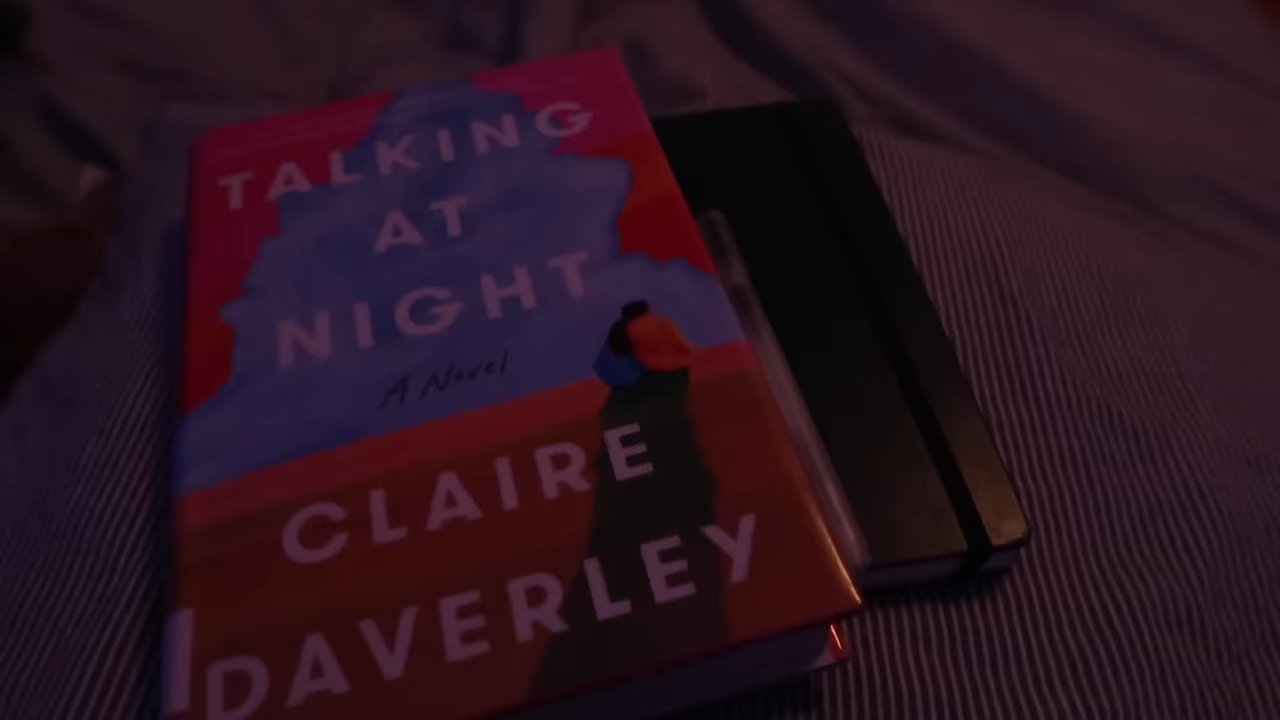 TALKING
AT
NIGHT
A Novel
CLAIRE
DAVERLEY